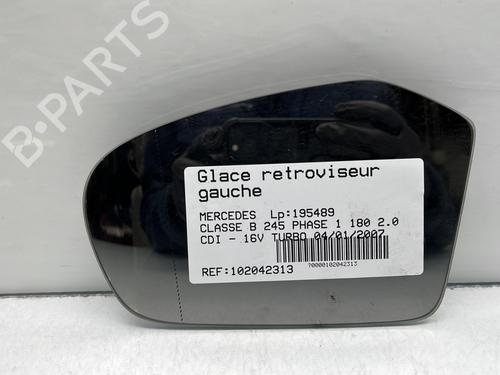 B-PARTS
Glace retroviseur
gauche
MERCEDES Lp:195489
CLASSE B 245 PHASE 1 180 2.0
CDI - 16V TURBO 04/01/2007
REF:102042313
70000102042313